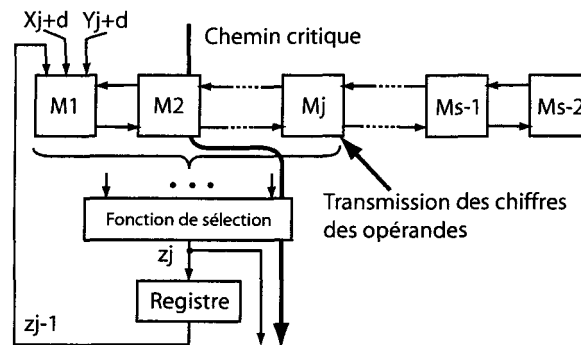 Xj+d Yj+d
Chemin critique
M1 M2 Mj Ms-1 Ms-2
Transmission des chiffres
des opérandes
• • •
Fonction de sélection
zj
Registre
zj-1